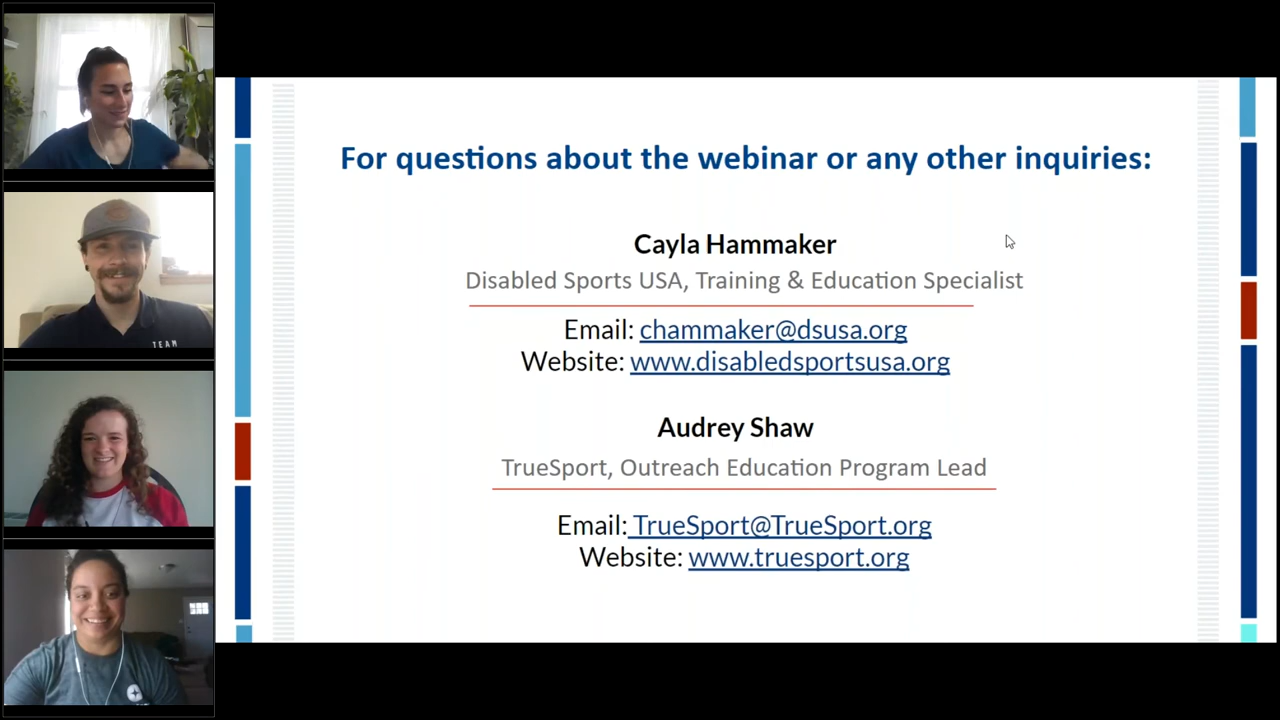 For questions about the webinar or any other inquiries:
Cayla Hammaker
Disabled Sports USA, Training & Education Specialist
Email: chammaker@dsusa.org
Website: www.disabledsportsusa.org
Audrey Shaw
TrueSport, Outreach Education Program Lead
Email: TrueSport@TrueSport.org
Website: www.truesport.org
TEAM